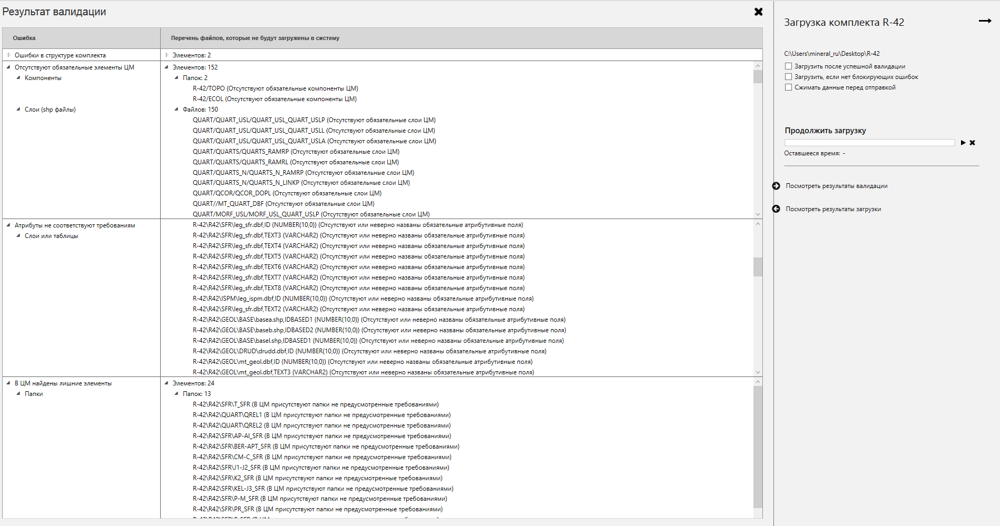 Результат валидации
Ошибка
Перечень файлов, которые не будут загружены в систему
Ошибки в структуре комплекта
Элементов: 2
Отсутствуют обязательные элементы ЦМ
Элементов: 152
Компоненты
Папок: 2
R-42/TOPO (Отсутствуют обязательные компоненты ЦМ)
R-42/ECOL (Отсутствуют обязательные компоненты ЦМ)
Слои (shp файлы)
Файлов: 150
QUART/QUART_USL/QUART_USL_QUART_USLP (Отсутствуют обязательные слои ЦМ)
QUART/QUART_USL/QUART_USL_QUART_USLL (Отсутствуют обязательные слои ЦМ)
QUART/QUART_USL/QUART_USL_QUART_USLA (Отсутствуют обязательные слои ЦМ)
QUART/QUARTS/QUARTS_RAMRP (Отсутствуют обязательные слои ЦМ)
QUART/QUARTS/QUARTS_RAMRL (Отсутствуют обязательные слои ЦМ)
QUART/QUARTS_N/QUARTS_N_RAMRP (Отсутствуют обязательные слои ЦМ)
QUART/QUARTS_N/QUARTS_N_LINKP (Отсутствуют обязательные слои ЦМ)
QUART/QCOR/QCOR_DOPL (Отсутствуют обязательные слои ЦМ)
QUART//MT_QUART_DBF (Отсутствуют обязательные слои ЦМ)
QUART/MORF_USL/MORF_USL_QUART_USLP (Отсутствуют обязательные слои ЦМ)
Атрибуты не соответствуют требованиям
Слои или таблицы
R-42\R42\SFR\leg_sfr.dbf,ID (NUMBER(10,0)) (Отсутствуют или неверно названы обязательные атрибутивные поля)
R-42\R42\SFR\leg_sfr.dbf,TEXT3 (VARCHAR2) (Отсутствуют или неверно названы обязательные атрибутивные поля)
R-42\R42\SFR\leg_sfr.dbf,TEXT4 (VARCHAR2) (Отсутствуют или неверно названы обязательные атрибутивные поля)
R-42\R42\SFR\leg_sfr.dbf,TEXT5 (VARCHAR2) (Отсутствуют или неверно названы обязательные атрибутивные поля)
R-42\R42\SFR\leg_sfr.dbf,TEXT6 (VARCHAR2) (Отсутствуют или неверно названы обязательные атрибутивные поля)
R-42\R42\SFR\leg_sfr.dbf,TEXT7 (VARCHAR2) (Отсутствуют или неверно названы обязательные атрибутивные поля)
R-42\R42\SFR\leg_sfr.dbf,TEXT8 (VARCHAR2) (Отсутствуют или неверно названы обязательные атрибутивные поля)
R-42\R42\ISPM\leg_ispm.dbf,ID (NUMBER(10,0)) (Отсутствуют или неверно названы обязательные атрибутивные поля)
R-42\R42\SFR\leg_sfr.dbf,TEXT2 (VARCHAR2) (Отсутствуют или неверно названы обязательные атрибутивные поля)
R-42\R42\GEOL\BASE\basea.shp,IDBASED1 (NUMBER(10,0)) (Отсутствуют или неверно названы обязательные атрибутивные поля)
R-42\R42\GEOL\BASE\baseb.shp,IDBASED2 (NUMBER(10,0)) (Отсутствуют или неверно названы обязательные атрибутивные поля)
R-42\R42\GEOL\BASE\basel.shp,IDBASED1 (NUMBER(10,0)) (Отсутствуют или неверно названы обязательные атрибутивные поля)
R-42\R42\GEOL\DRUD\drudd.dbf,ID (NUMBER(10,0)) (Отсутствуют или неверно названы обязательные атрибутивные поля)
R-42\R42\GEOL\mt_geol.dbf,ID (NUMBER(10,0)) (Отсутствуют или неверно названы обязательные атрибутивные поля)
R-42\R42\GEOL\mt_geol.dbf,TEXT3 (VARCHAR2) (Отсутствуют или неверно названы обязательные атрибутивные поля)
В ЦМ найдены лишние элементы
Элементов: 24
Папки
Папок: 13
R-42\R42\SFR\T_SFR (В ЦМ присутствуют папки не предусмотренные требованиями)
R-42\R42\QUART\QREL1 (В ЦМ присутствуют папки не предусмотренные требованиями)
R-42\R42\QUART\QREL2 (В ЦМ присутствуют папки не предусмотренные требованиями)
R-42\R42\SFR\AP-AI_SFR (В ЦМ присутствуют папки не предусмотренные требованиями)
R-42\R42\SFR\BER-APT_SFR (В ЦМ присутствуют папки не предусмотренные требованиями)
R-42\R42\SFR\CM-C_SFR (В ЦМ присутствуют папки не предусмотренные требованиями)
R-42\R42\SFR\J1-J2_SFR (В ЦМ присутствуют папки не предусмотренные требованиями)
R-42\R42\SFR\K2_SFR (В ЦМ присутствуют папки не предусмотренные требованиями)
R-42\R42\SFR\KEL-J3_SFR (В ЦМ присутствуют папки не предусмотренные требованиями)
R-42\R42\SFR\P-M_SFR (В ЦМ присутствуют папки не предусмотренные требованиями)
R-42\R42\SFR\PR_SFR (В ЦМ присутствуют папки не предусмотренные требованиями)
Загрузка комплекта R-42
C:\Users\mineral_ru\Desktop\R-42
Загрузить после успешной валидации
Загрузить, если нет блокирующих ошибок
Сжимать данные перед отправкой
Продолжить загрузку
Оставшееся время: -
Посмотреть результаты валидации
Посмотреть результаты загрузки